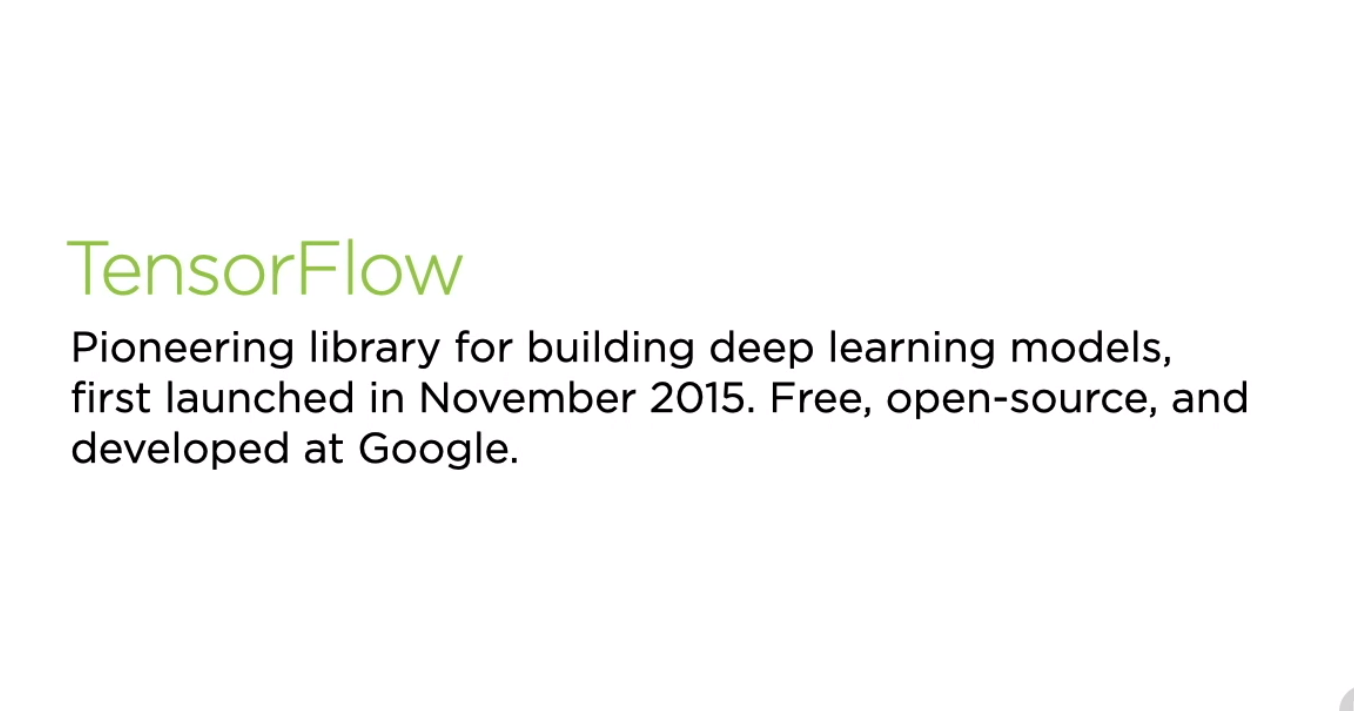 TensorFlow
Pioneering library for building deep learning models,
first launched in November 2015. Free, open-source, and
developed at Google.